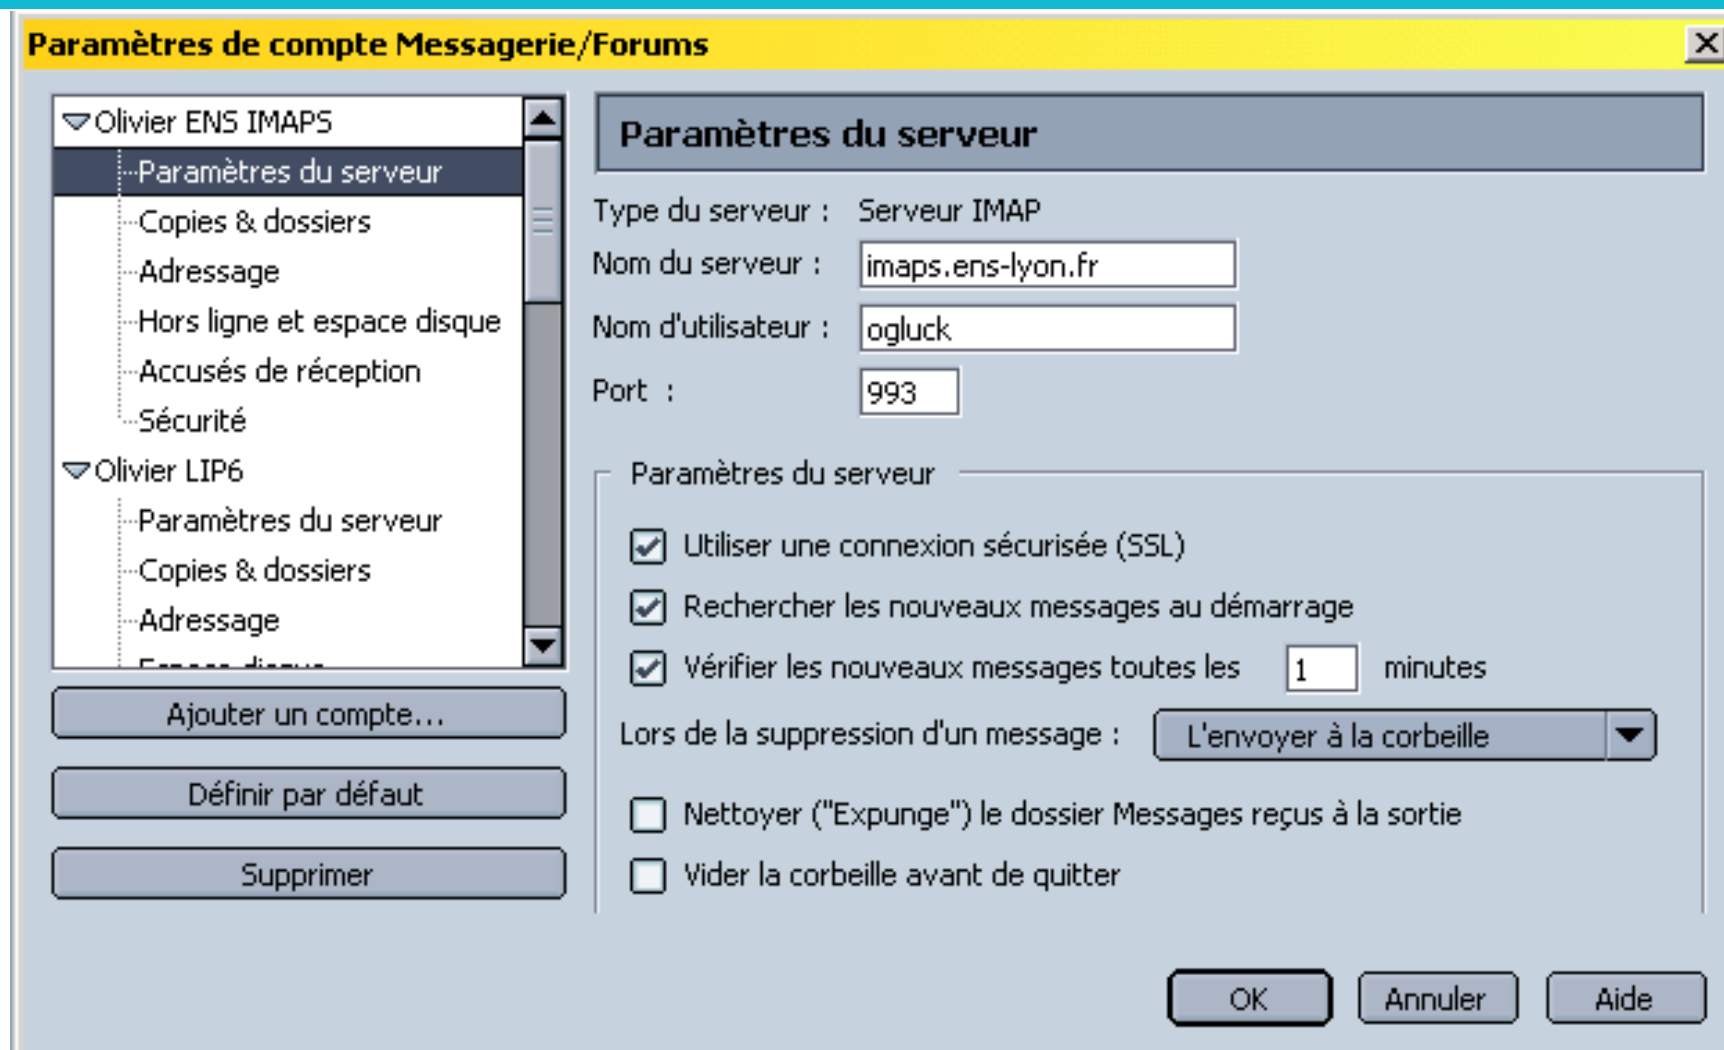 Paramètres de compte Messagerie/Forums
Olivier ENS IMAPS
Paramètres du serveur
Copies & dossiers
Adressage
Hors ligne et espace disque
Accusés de réception
Sécurité
Olivier LIP6
Paramètres du serveur
Copies & dossiers
Adressage
Espace disque
Ajouter un compte...
Définir par défaut
Supprimer
Paramètres du serveur
Type du serveur : Serveur IMAP
Nom du serveur : imaps.ens-lyon.fr
Nom d'utilisateur : ogluck
Port : 993
Paramètres du serveur
Utiliser une connexion sécurisée (SSL)
Rechercher les nouveaux messages au démarrage
Vérifier les nouveaux messages toutes les 1 minutes
Lors de la suppression d'un message : L'envoyer à la corbeille
Nettoyer ("Expunge") le dossier Messages reçus à la sortie
Vider la corbeille avant de quitter
OK Annuler Aide